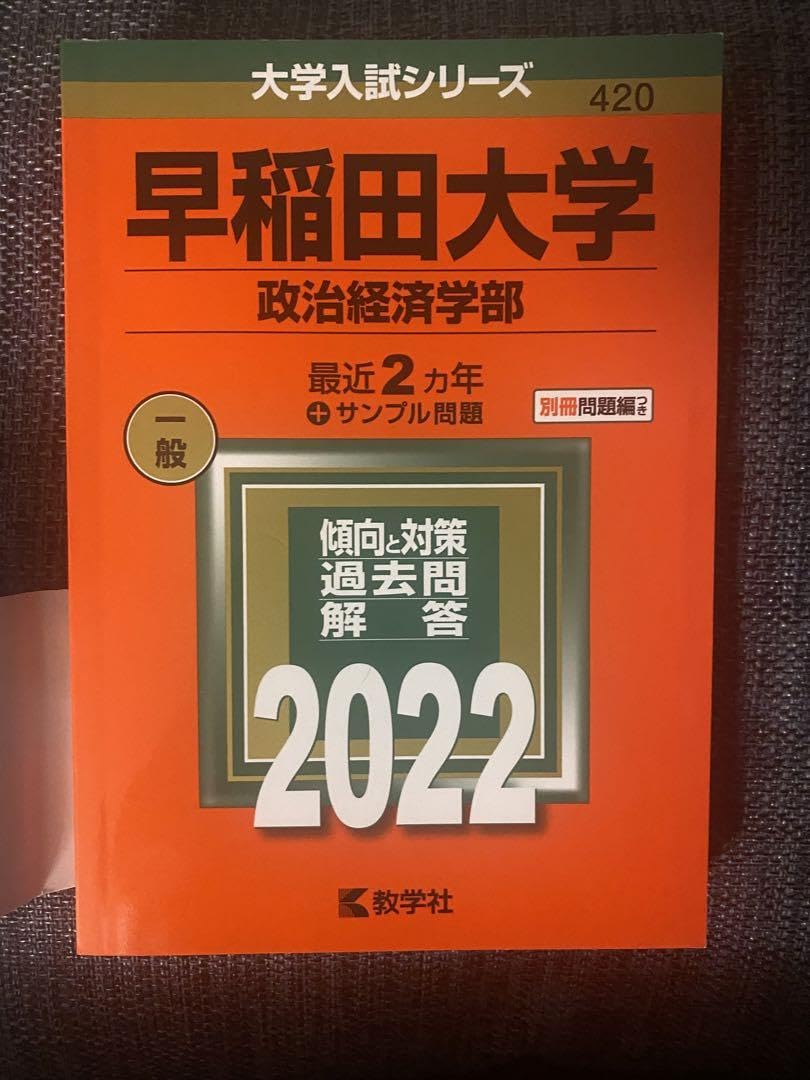 大学入試シリーズ
420
早稲田大学
政治経済学部
最近2ヵ年
+サンプル問題
別冊問題編つき
一般
傾向と対策
過去問
解答
2022
教学社